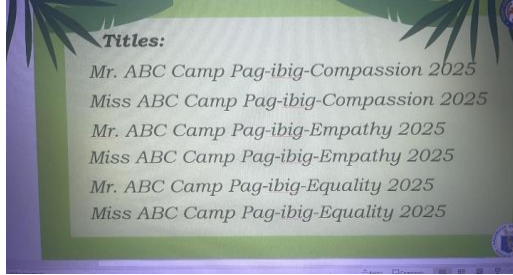 Titles:
Mr. ABC Camp Pag-ibig-Compassion 2025
Miss ABC Camp Pag-ibig-Compassion 2025
Mr. ABC Camp Pag-ibig-Empathy 2025
Miss ABC Camp Pag-ibig-Empathy 2025
Mr. ABC Camp Pag-ibig-Equality 2025
Miss ABC Camp Pag-ibig-Equality 2025